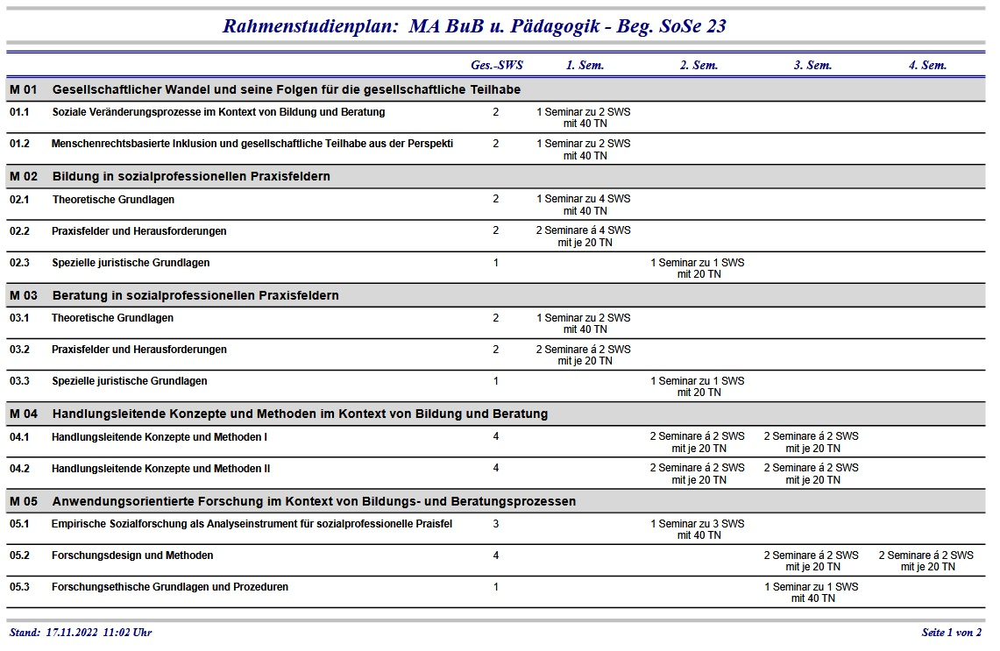 Rahmenstudienplan: MA BuB u. Pädagogik - Beg. SoSe 23
Ges.-SWS 1. Sem. 2. Sem. 3. Sem. 4. Sem.
M 01 Gesellschaftlicher Wandel und seine Folgen für die gesellschaftliche Teilhabe
01.1 Soziale Veränderungsprozesse im Kontext von Bildung und Beratung 2 1 Seminar zu 2 SWS
mit 40 TN
01.2 Menschenrechtsbasierte Inklusion und gesellschaftliche Teilhabe aus der Perspekti 2 1 Seminar zu 2 SWS
mit 40 TN
M 02 Bildung in sozialprofessionellen Praxisfeldern
02.1 Theoretische Grundlagen 2 1 Seminar zu 4 SWS
mit 40 TN
02.2 Praxisfelder und Herausforderungen 2 2 Seminare á 4 SWS
mit je 20 TN
02.3 Spezielle juristische Grundlagen 1 1 Seminar zu 1 SWS
mit 20 TN
M 03 Beratung in sozialprofessionellen Praxisfeldern
03.1 Theoretische Grundlagen 2 1 Seminar zu 2 SWS
mit 40 TN
03.2 Praxisfelder und Herausforderungen 2 2 Seminare á 2 SWS
mit je 20 TN
03.3 Spezielle juristische Grundlagen 1 1 Seminar zu 1 SWS
mit 20 TN
M 04 Handlungsleitende Konzepte und Methoden im Kontext von Bildung und Beratung
04.1 Handlungsleitende Konzepte und Methoden I 4 2 Seminare á 2 SWS 2 Seminare á 2 SWS
mit je 20 TN mit je 20 TN
04.2 Handlungsleitende Konzepte und Methoden II 4 2 Seminare á 2 SWS 2 Seminare á 2 SWS
mit je 20 TN mit je 20 TN
M 05 Anwendungsorientierte Forschung im Kontext von Bildungs- und Beratungsprozessen
05.1 Empirische Sozialforschung als Analyseinstrument für sozialprofessionelle Praisfel 3 1 Seminar zu 3 SWS
mit 40 TN
05.2 Forschungsdesign und Methoden 4 2 Seminare á 2 SWS 2 Seminare á 2 SWS
mit je 20 TN mit je 20 TN
05.3 Forschungsethische Grundlagen und Prozeduren 1 1 Seminar zu 1 SWS
mit 40 TN
Stand: 17.11.2022 11:02 Uhr Seite 1 von 2